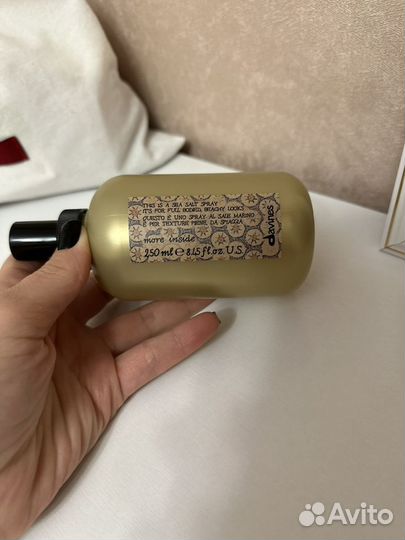 THIS IS A SEA SALT SPRAY
IT'S FOR FULL BODIED, BEACHY LOOKS
QUESTO È UNO SPRAY AL SALE MARINO
E PER TEXTURE PIENE, DA SPIAGGIA
more inside
250 ml e 8.45 fl oz U.S.
davines
Avito